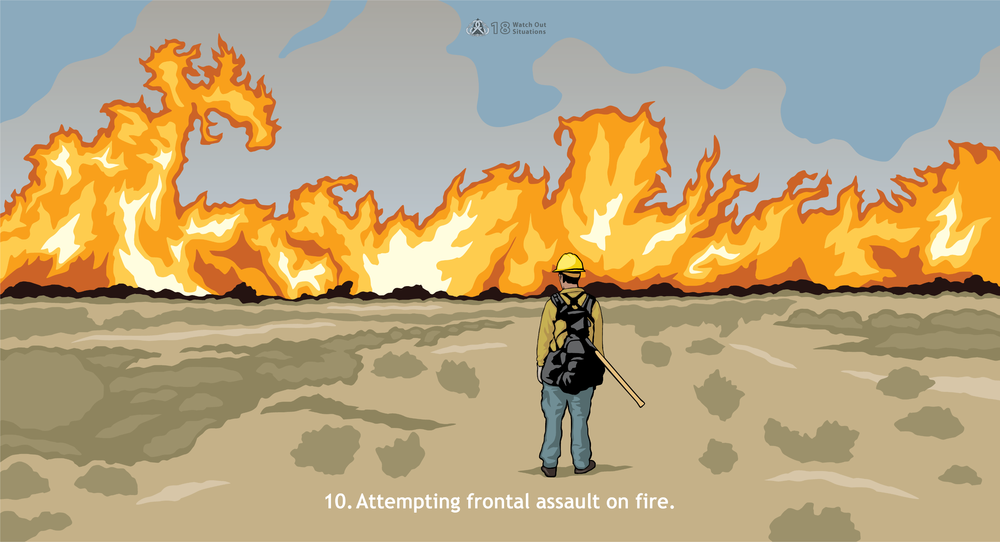 18 Watch Out
Situations
10. Attempting frontal assault on fire.